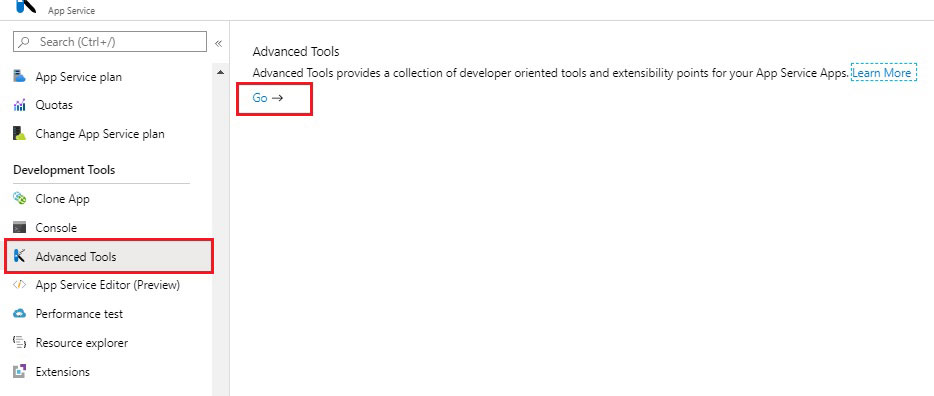 App Service
Search (Ctrl+/)
«
App Service plan
Quotas
Change App Service plan
Development Tools
Clone App
Console
Advanced Tools
App Service Editor (Preview)
Performance test
Resource explorer
Extensions
Advanced Tools
Advanced Tools provides a collection of developer oriented tools and extensibility points for your App Service Apps. Learn More
Go →